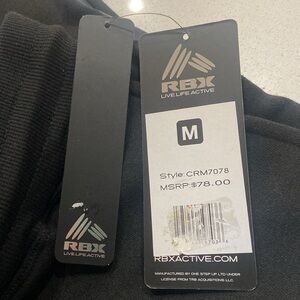 RBX
LIVE LIFE ACTIVE
RBX
LIVE LIFE ACTIVE
M
Style: CRM7078
MSRP:$78.00
RBXACTIVE.COM
MANUFACTURED BY ONE STEP UP LTD UNDER
LICENSE FROM TRB ACQUISITIONS LLC.